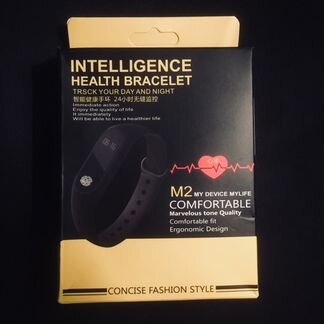 INTELLIGENCE
HEALTH BRACELET
TRSCK YOUR DAY AND NIGHT
智能健康手环 24小时无缝监控
Immediate action
Enjoy the quality of life
It immediately
Will be able to live a healthier life
M2 MY DEVICE MYLIFE
COMFORTABLE
Marvelous tone Quality
Comfortable fit
Ergonomic Design
CONCISE FASHION STYLE